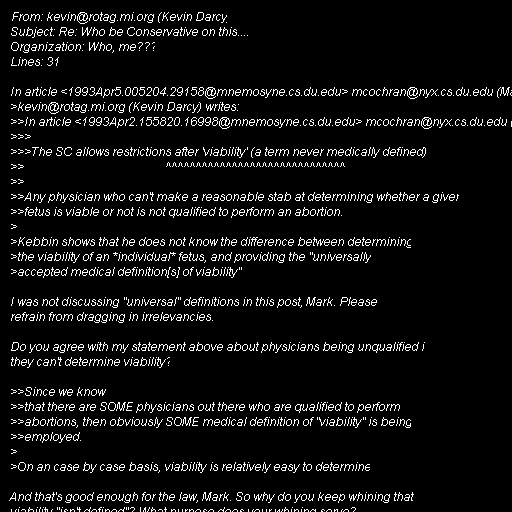 From: kevin@rotag.mi.org (Kevin Darcy
Subject: Re: Who be Conservative on this....
Organization: Who, me???
Lines: 31
In article <1993Apr5.005204.29158@mnemosyne.cs.du.edu> mcochran@nyx.cs.du.edu (Ma
>kevin@rotag.mi.org (Kevin Darcy) writes:
>>In article <1993Apr2.155820.16998@mnemosyne.cs.du.edu> mcochran@nyx.cs.du.edu (
>>>
>>>The SC allows restrictions after 'viability' (a term never medically defined)
>> ^^^^^^^^^^^^^^^^^^^^^^^^^^^^^^
>>
>>Any physician who can't make a reasonable stab at determining whether a given
>>fetus is viable or not is not qualified to perform an abortion.
>
>Kebbin shows that he does not know the difference between determining
>the viability of an *individual* fetus, and providing the "universally
>accepted medical definition[s] of viability"
I was not discussing "universal" definitions in this post, Mark. Please
refrain from dragging in irrelevancies.
Do you agree with my statement above about physicians being unqualified i
they can't determine viability?
>>Since we know
>>that there are SOME physicians out there who are qualified to perform
>>abortions, then obviously SOME medical definition of "viability" is being
>>employed.
>
>On an case by case basis, viability is relatively easy to determine
And that's good enough for the law, Mark. So why do you keep whining that
viability "isn't defined"? What purpose does your whining serve?